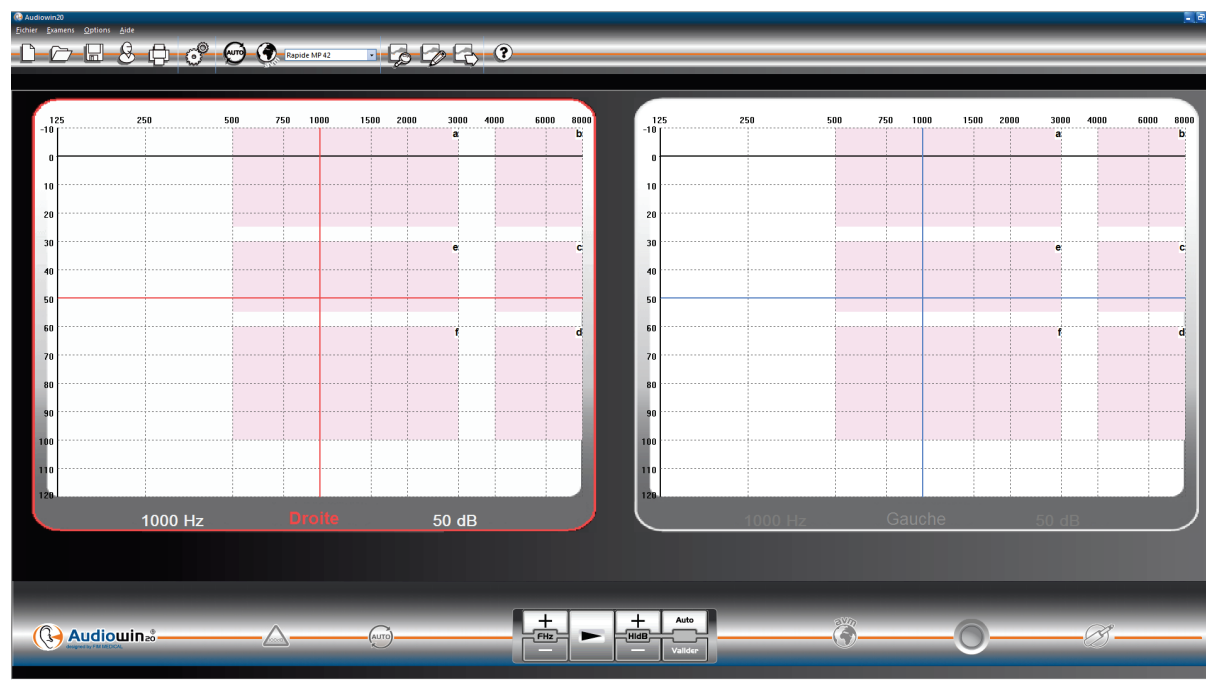 Audiowin20
Fichier Examens Options Aide
AUTO avm Rapide MP 42 ?
125 250 500 750 1000 1500 2000 3000 4000 6000 8000
-10 a b
0
10
20
30 e c
40
50
60 f d
70
80
90
100
110
120
1000 Hz Droite 50 dB
125 250 500 750 1000 1500 2000 3000 4000 6000 8000
-10 a b
0
10
20
30 e c
40
50
60 f d
70
80
90
100
110
120
1000 Hz Gauche 50 dB
Audiowin20
designed by FIM MEDICAL
AUTO
+ + Auto
FHz HldB
− − Valider
avm